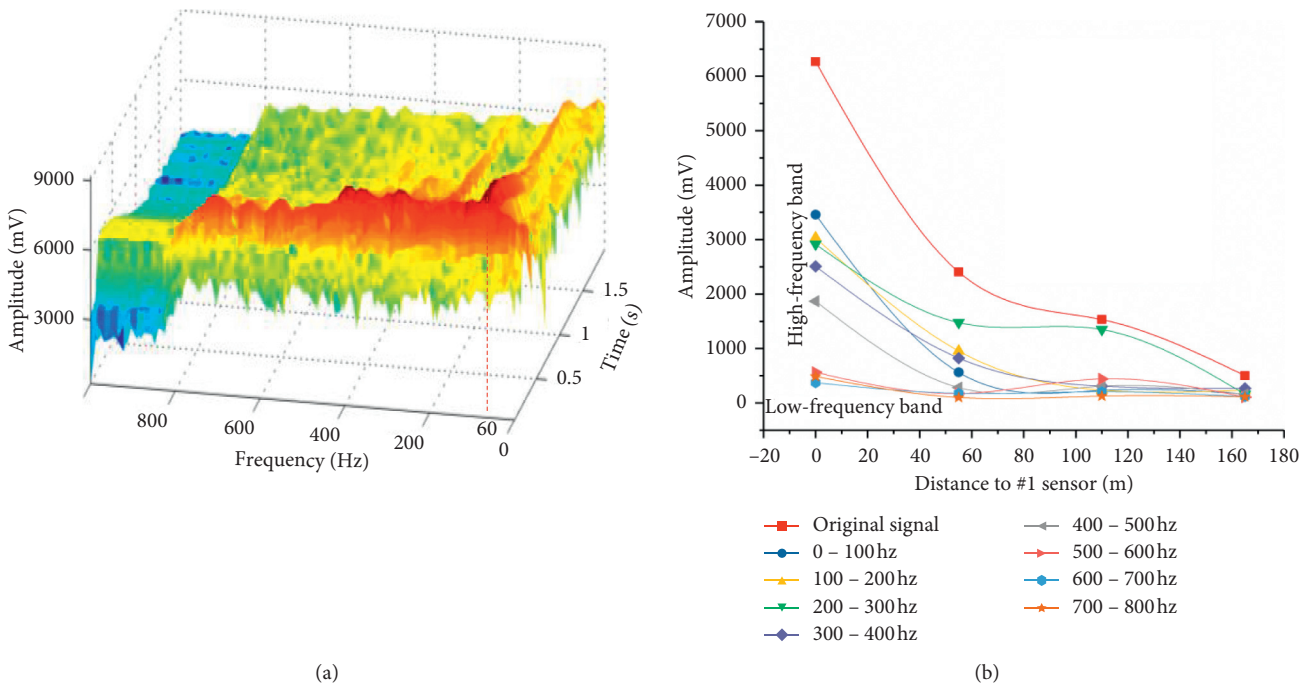 9000
6000
3000
Amplitude (mV)
800
600
400
200
60
0
Frequency (Hz)
0.5
1
1.5
Time (s)
(a)
7000
6000
5000
4000
3000
2000
1000
0
Amplitude (mV)
High-frequency band
Low-frequency band
–20 0 20 40 60 80 100 120 140 160 180
Distance to #1 sensor (m)
Original signal
0 – 100 hz
100 – 200 hz
200 – 300 hz
300 – 400 hz
400 – 500 hz
500 – 600 hz
600 – 700 hz
700 – 800 hz
(b)